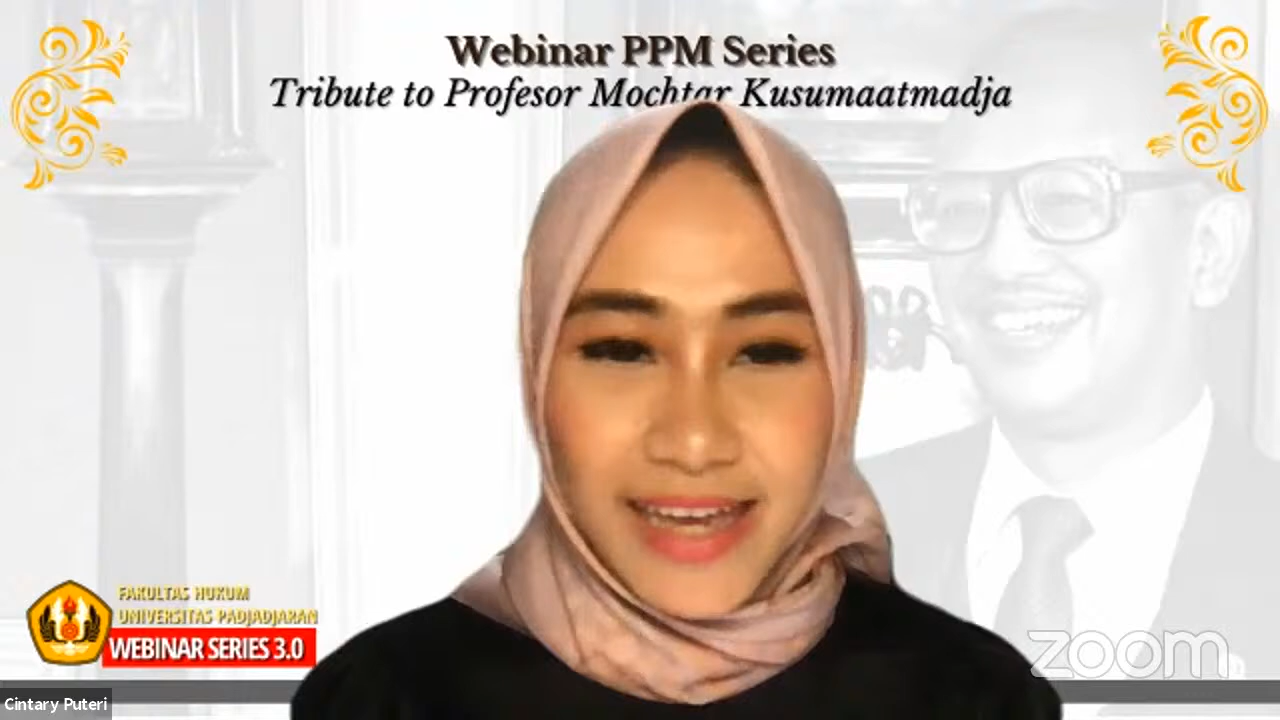 Webinar PPM Series
Tribute to Profesor Mochtar Kusumaatmadja
FAKULTAS HUKUM
UNIVERSITAS PADJADJARAN
WEBINAR SERIES 3.0
Cintary Puteri
zoom